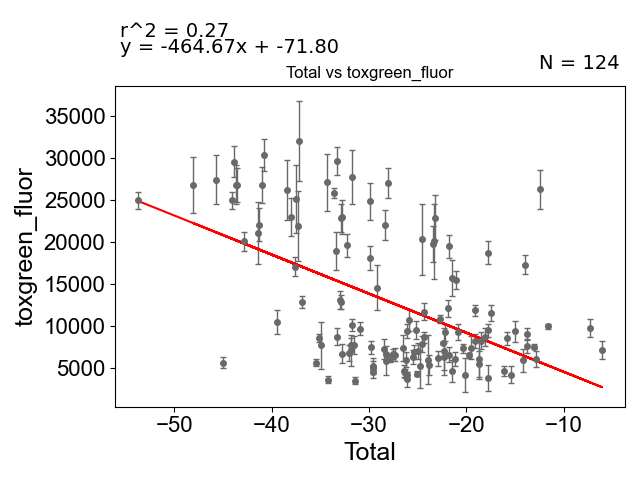 r^2 = 0.27
y = -464.67x + -71.80
N = 124
Total vs toxgreen_fluor
35000
30000
25000
20000
15000
10000
5000
toxgreen_fluor
−50
−40
−30
−20
−10
Total